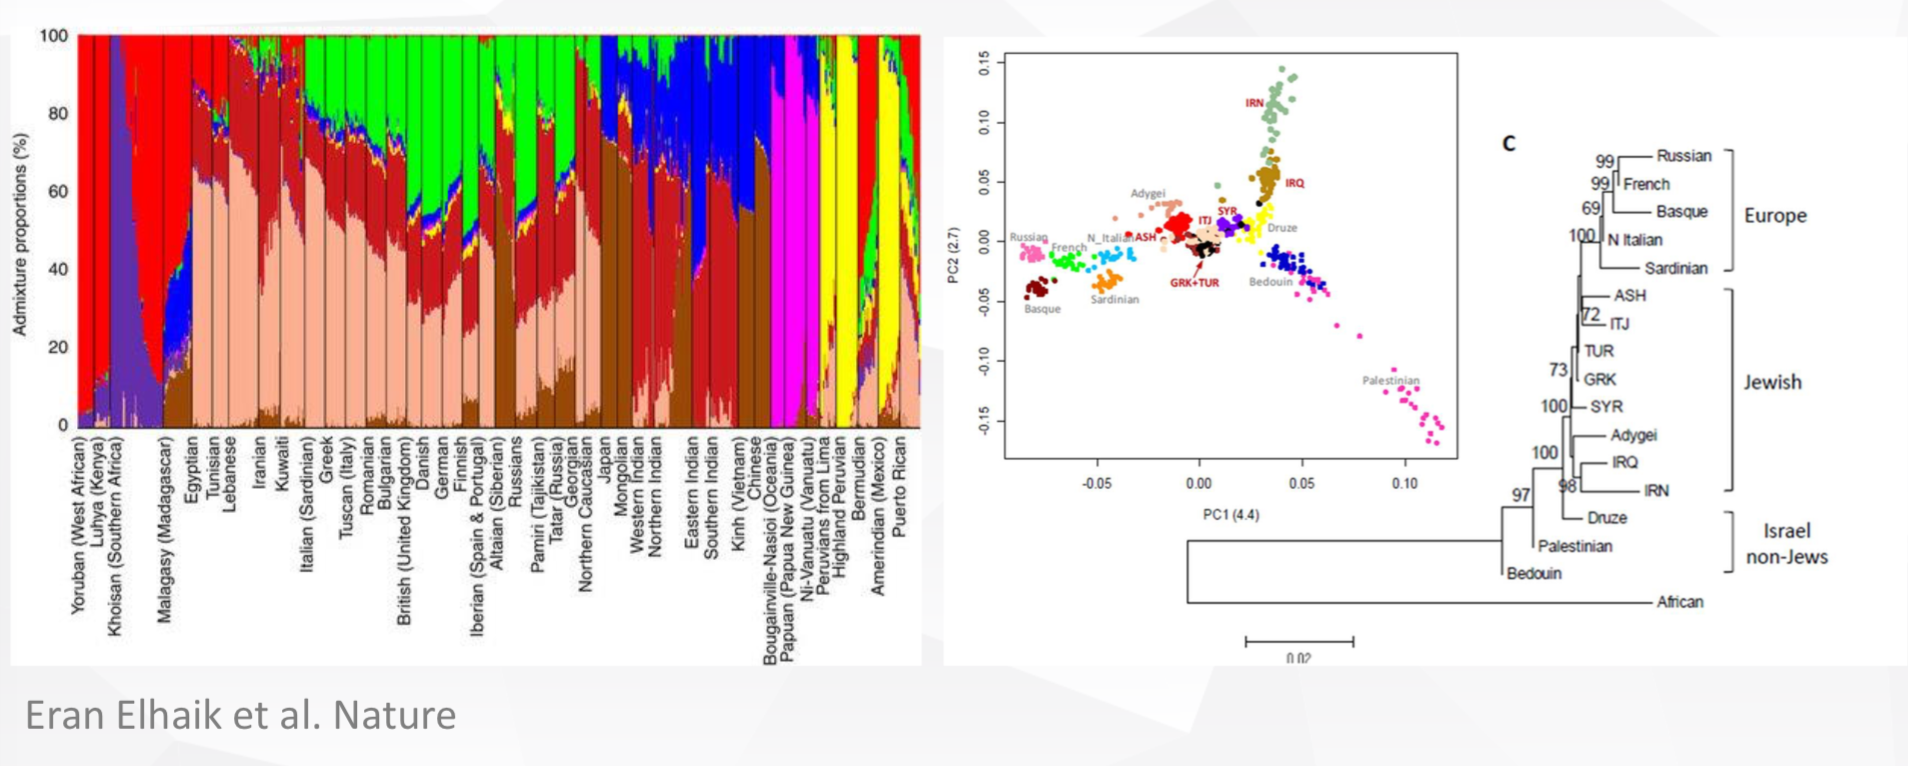 100
80
60
40
20
0
Admixture proportions (%)
Yoruban (West African)
Luhya (Kenya)
Khoisan (Southern Africa)
Malagasy (Madagascar)
Egyptian
Tunisian
Lebanese
Iranian
Kuwaiti
Italian (Sardinian)
Greek
Tuscan (Italy)
Romanian
Bulgarian
British (United Kingdom)
Danish
German
Finnish
Iberian (Spain & Portugal)
Altaian (Siberian)
Russians
Pamiri (Tajikistan)
Tatar (Russia)
Georgian
Northern Caucasian
Japan
Mongolian
Western Indian
Northern Indian
Eastern Indian
Southern Indian
Kinh (Vietnam)
Chinese
Bougainville-Nasioi (Oceania)
Papuan (Papua New Guinea)
Ni-Vanuatu (Vanuatu)
Peruvians from Lima
Highland Peruvian
Bermudian
Amerindian (Mexico)
Puerto Rican
0.15
0.10
0.05
0.00
-0.05
-0.10
-0.15
PC2 (2.7)
IRN
IRQ
Adygei
SYR
ITJ
Druze
Russian
French
N_Italian
ASH
GRK+TUR
Bedouin
Sardinian
Basque
Palestinian
-0.05
0.00
0.05
0.10
PC1 (4.4)
C
99
Russian
99
French
69
Basque
Europe
100
N Italian
Sardinian
ASH
72
ITJ
TUR
73
GRK
Jewish
100
SYR
Adygei
100
IRQ
98
IRN
97
Druze
Israel
non-Jews
Palestinian
Bedouin
African
0.02
Eran Elhaik et al. Nature